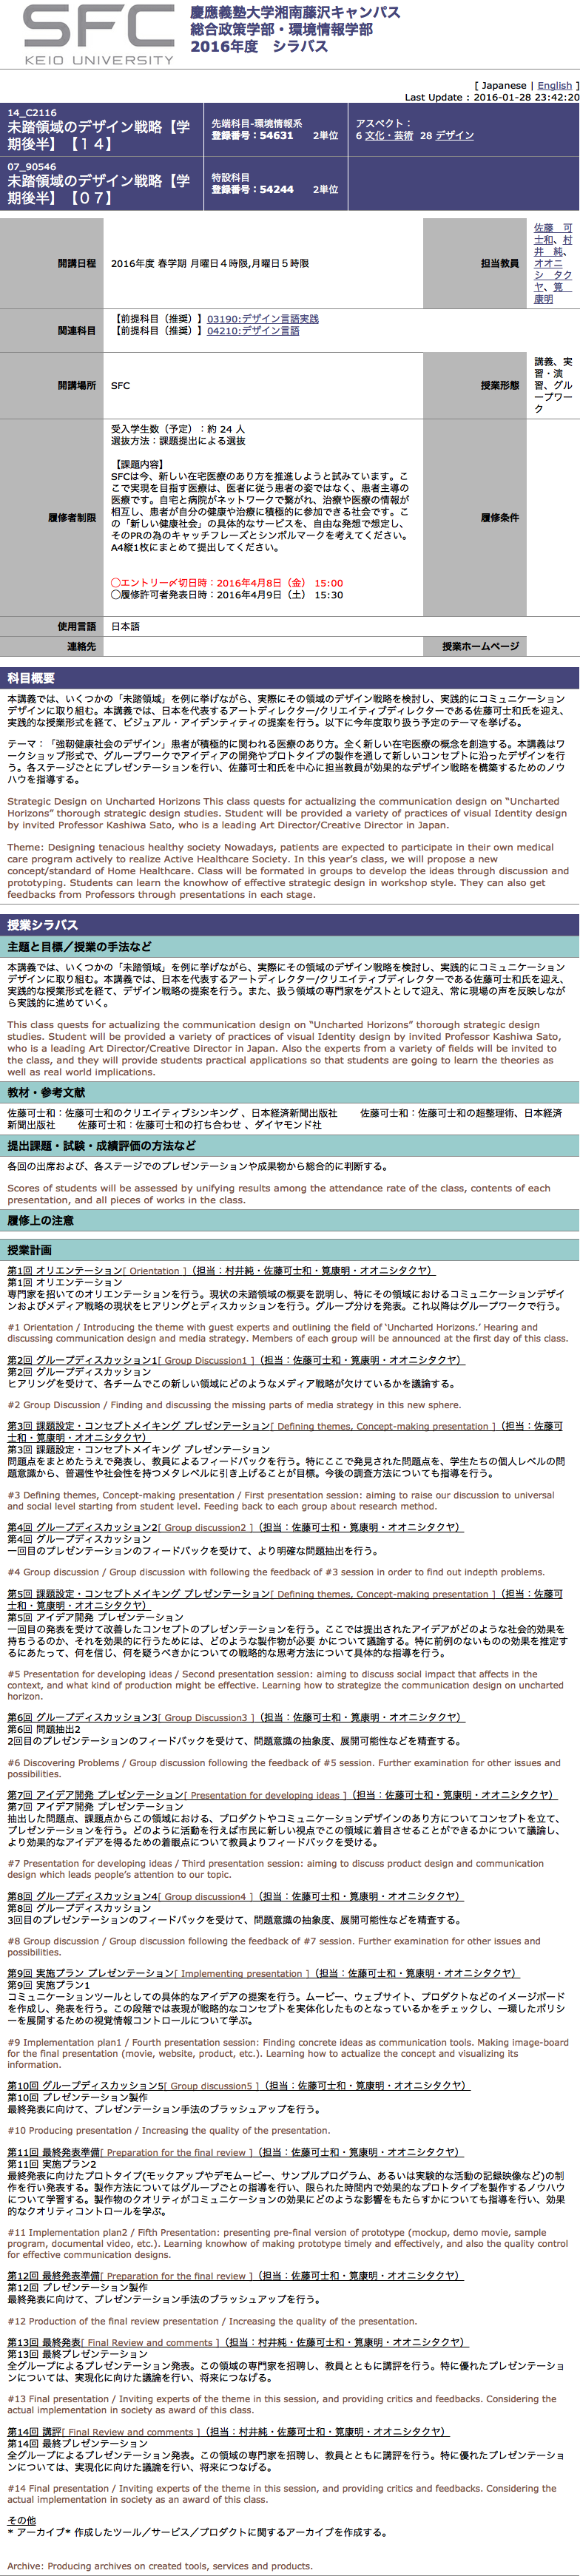 SFC
KEIO UNIVERSITY
慶應義塾大学湘南藤沢キャンパス
総合政策学部・環境情報学部
2016年度　シラバス
[ Japanese | English ]
Last Update : 2016-01-28 23:42:20
14_C2116
未踏領域のデザイン戦略【学
期後半】【１４】
先端科目-環境情報系
登録番号：54631　　2単位
アスペクト：
6 文化・芸術 28 デザイン
07_90546
未踏領域のデザイン戦略【学
期後半】【０７】
特設科目
登録番号：54244　　2単位
開講日程
2016年度 春学期 月曜日４時限,月曜日５時限
担当教員
佐藤　可
士和、村
井　純、
オオニ
シ　タク
ヤ、筧　
康明
関連科目
【前提科目（推奨）】03190:デザイン言語実践
【前提科目（推奨）】04210:デザイン言語
開講場所
SFC
授業形態
講義、実
習・演
習、グル
ープワー
ク
履修者制限
受入学生数（予定）：約 24 人
選抜方法：課題提出による選抜
【課題内容】
SFCは今、新しい在宅医療のあり方を推進しようと試みています。こ
こで実現を目指す医療は、医者に従う患者の姿ではなく、患者主導の
医療です。自宅と病院がネットワークで繋がれ、治療や医療の情報が
相互し、患者が自分の健康や治療に積極的に参加できる社会です。こ
の「新しい健康社会」の具体的なサービスを、自由な発想で想定し、
そのPRの為のキャッチフレーズとシンボルマークを考えてください。
A4縦1枚にまとめて提出してください。
◯エントリー〆切日時：2016年4月8日（金） 15:00
◯履修許可者発表日時：2016年4月9日（土） 15:30
履修条件
使用言語
日本語
連絡先
授業ホームページ
科目概要
本講義では、いくつかの「未踏領域」を例に挙げながら、実際にその領域のデザイン戦略を検討し、実践的にコミュニケーション
デザインに取り組む。本講義では、日本を代表するアートディレクター/クリエイティブディレクターである佐藤可士和氏を迎え、
実践的な授業形式を経て、ビジュアル・アイデンティティの提案を行う。以下に今年度取り扱う予定のテーマを挙げる。
テーマ：「強靭健康社会のデザイン」患者が積極的に関われる医療のあり方。全く新しい在宅医療の概念を創造する。本講義はワ
ークショップ形式で、グループワークでアイディアの開発やプロトタイプの製作を通して新しいコンセプトに沿ったデザインを行
う。各ステージごとにプレゼンテーションを行い、佐藤可士和氏を中心に担当教員が効果的なデザイン戦略を構築するためのノウ
ハウを指導する。
Strategic Design on Uncharted Horizons This class quests for actualizing the communication design on “Uncharted
Horizons” thorough strategic design studies. Student will be provided a variety of practices of visual Identity design
by invited Professor Kashiwa Sato, who is a leading Art Director/Creative Director in Japan.
Theme: Designing tenacious healthy society Nowadays, patients are expected to participate in their own medical
care program actively to realize Active Healthcare Society. In this year’s class, we will propose a new
concept/standard of Home Healthcare. Class will be formated in groups to develop the ideas through discussion and
prototyping. Students can learn the knowhow of effective strategic design in workshop style. They can also get
feedbacks from Professors through presentations in each stage.
授業シラバス
主題と目標／授業の手法など
本講義では、いくつかの「未踏領域」を例に挙げながら、実際にその領域のデザイン戦略を検討し、実践的にコミュニケーション
デザインに取り組む。本講義では、日本を代表するアートディレクター/クリエイティブディレクターである佐藤可士和氏を迎え、
実践的な授業形式を経て、デザイン戦略の提案を行う。また、扱う領域の専門家をゲストとして迎え、常に現場の声を反映しなが
ら実践的に進めていく。
This class quests for actualizing the communication design on “Uncharted Horizons” thorough strategic design
studies. Student will be provided a variety of practices of visual Identity design by invited Professor Kashiwa Sato,
who is a leading Art Director/Creative Director in Japan. Also the experts from a variety of fields will be invited to
the class, and they will provide students practical applications so that students are going to learn the theories as
well as real world implications.
教材・参考文献
佐藤可士和：佐藤可士和のクリエイティブシンキング 、日本経済新聞出版社　　佐藤可士和：佐藤可士和の超整理術、日本経済
新聞出版社　　佐藤可士和：佐藤可士和の打ち合わせ 、ダイヤモンド社
提出課題・試験・成績評価の方法など
各回の出席および、各ステージでのプレゼンテーションや成果物から総合的に判断する。
Scores of students will be assessed by unifying results among the attendance rate of the class, contents of each
presentation, and all pieces of works in the class.
履修上の注意
授業計画
第1回 オリエンテーション[ Orientation ]（担当：村井純・佐藤可士和・筧康明・オオニシタクヤ）
第1回 オリエンテーション
専門家を招いてのオリエンテーションを行う。現状の未踏領域の概要を説明し、特にその領域におけるコミュニケーションデザイ
ンおよびメディア戦略の現状をヒアリングとディスカッションを行う。グループ分けを発表。これ以降はグループワークで行う。
#1 Orientation / Introducing the theme with guest experts and outlining the field of ‘Uncharted Horizons.’ Hearing and
discussing communication design and media strategy. Members of each group will be announced at the first day of this class.
第2回 グループディスカッション1[ Group Discussion1 ]（担当：佐藤可士和・筧康明・オオニシタクヤ）
第2回 グループディスカッション
ヒアリングを受けて、各チームでこの新しい領域にどのようなメディア戦略が欠けているかを議論する。
#2 Group Discussion / Finding and discussing the missing parts of media strategy in this new sphere.
第3回 課題設定・コンセプトメイキング プレゼンテーション[ Defining themes, Concept-making presentation ]（担当：佐藤可
士和・筧康明・オオニシタクヤ）
第3回 課題設定・コンセプトメイキング プレゼンテーション
問題点をまとめたうえで発表し、教員によるフィードバックを行う。特にここで発見された問題点を、学生たちの個人レベルの問
題意識から、普遍性や社会性を持つメタレベルに引き上げることが目標。今後の調査方法についても指導を行う。
#3 Defining themes, Concept-making presentation / First presentation session: aiming to raise our discussion to universal
and social level starting from student level. Feeding back to each group about research method.
第4回 グループディスカッション2[ Group discussion2 ]（担当：佐藤可士和・筧康明・オオニシタクヤ）
第4回 グループディスカッション
一回目のプレゼンテーションのフィードバックを受けて、より明確な問題抽出を行う。
#4 Group discussion / Group discussion with following the feedback of #3 session in order to find out indepth problems.
第5回 課題設定・コンセプトメイキング プレゼンテーション[ Defining themes, Concept-making presentation ]（担当：佐藤可
士和・筧康明・オオニシタクヤ）
第5回 アイデア開発 プレゼンテーション
一回目の発表を受けて改善したコンセプトのプレゼンテーションを行う。ここでは提出されたアイデアがどのような社会的効果を
持ちうるのか、それを効果的に行うためには、どのような製作物が必要 かについて議論する。特に前例のないものの効果を推定す
るにあたって、何を信じ、何を疑うべきかについての戦略的な思考方法について具体的な指導を行う。
#5 Presentation for developing ideas / Second presentation session: aiming to discuss social impact that affects in the
context, and what kind of production might be effective. Learning how to strategize the communication design on uncharted
horizon.
第6回 グループディスカッション3[ Group Discussion3 ]（担当：佐藤可士和・筧康明・オオニシタクヤ）
第6回 問題抽出2
2回目のプレゼンテーションのフィードバックを受けて、問題意識の抽象度、展開可能性などを精査する。
#6 Discovering Problems / Group discussion following the feedback of #5 session. Further examination for other issues and
possibilities.
第7回 アイデア開発 プレゼンテーション[ Presentation for developing ideas ]（担当：佐藤可士和・筧康明・オオニシタクヤ）
第7回 アイデア開発 プレゼンテーション
抽出した問題点、課題点からこの領域における、プロダクトやコミュニケーションデザインのあり方についてコンセプトを立て、
プレゼンテーションを行う。どのように活動を行えば市民に新しい視点でこの領域に着目させることができるかについて議論し、
より効果的なアイデアを得るための着眼点について教員よりフィードバックを受ける。
#7 Presentation for developing ideas / Third presentation session: aiming to discuss product design and communication
design which leads people’s attention to our topic.
第8回 グループディスカッション4[ Group discussion4 ]（担当：佐藤可士和・筧康明・オオニシタクヤ）
第8回 グループディスカッション
3回目のプレゼンテーションのフィードバックを受けて、問題意識の抽象度、展開可能性などを精査する。
#8 Group discussion / Group discussion following the feedback of #7 session. Further examination for other issues and
possibilities.
第9回 実施プラン プレゼンテーション[ Implementing presentation ]（担当：佐藤可士和・筧康明・オオニシタクヤ）
第9回 実施プラン1
コミュニケーションツールとしての具体的なアイデアの提案を行う。ムービー、ウェブサイト、プロダクトなどのイメージボード
を作成し、発表を行う。この段階では表現が戦略的なコンセプトを実体化したものとなっているかをチェックし、一環したポリシ
ーを展開するための視覚情報コントロールについて学ぶ。
#9 Implementation plan1 / Fourth presentation session: Finding concrete ideas as communication tools. Making image-board
for the final presentation (movie, website, product, etc.). Learning how to actualize the concept and visualizing its
information.
第10回 グループディスカッション5[ Group discussion5 ]（担当：佐藤可士和・筧康明・オオニシタクヤ）
第10回 プレゼンテーション製作
最終発表に向けて、プレゼンテーション手法のブラッシュアップを行う。
#10 Producing presentation / Increasing the quality of the presentation.
第11回 最終発表準備[ Preparation for the final review ]（担当：佐藤可士和・筧康明・オオニシタクヤ）
第11回 実施プラン2
最終発表に向けたプロトタイプ(モックアップやデモムービー、サンプルプログラム、あるいは実験的な活動の記録映像など)の制
作を行い発表する。製作方法についてはグループごとの指導を行い、限られた時間内で効果的なプロトタイプを製作するノウハウ
について学習する。製作物のクオリティがコミュニケーションの効果にどのような影響をもたらすかについても指導を行い、効果
的なクオリティコントロールを学ぶ。
#11 Implementation plan2 / Fifth Presentation: presenting pre-final version of prototype (mockup, demo movie, sample
program, documental video, etc.). Learning knowhow of making prototype timely and effectively, and also the quality control
for effective communication designs.
第12回 最終発表準備[ Preparation for the final review ]（担当：佐藤可士和・筧康明・オオニシタクヤ）
第12回 プレゼンテーション製作
最終発表に向けて、プレゼンテーション手法のブラッシュアップを行う。
#12 Production of the final review presentation / Increasing the quality of the presentation.
第13回 最終発表[ Final Review and comments ]（担当：村井純・佐藤可士和・筧康明・オオニシタクヤ）
第13回 最終プレゼンテーション
全グループによるプレゼンテーション発表。この領域の専門家を招聘し、教員とともに講評を行う。特に優れたプレゼンテーショ
ンについては、実現化に向けた議論を行い、将来につなげる。
#13 Final presentation / Inviting experts of the theme in this session, and providing critics and feedbacks. Considering the
actual implementation in society as award of this class.
第14回 講評[ Final Review and comments ]（担当：村井純・佐藤可士和・筧康明・オオニシタクヤ）
第14回 最終プレゼンテーション
全グループによるプレゼンテーション発表。この領域の専門家を招聘し、教員とともに講評を行う。特に優れたプレゼンテーショ
ンについては、実現化に向けた議論を行い、将来につなげる。
#14 Final presentation / Inviting experts of the theme in this session, and providing critics and feedbacks. Considering the
actual implementation in society as an award of this class.
その他
* アーカイブ* 作成したツール／サービス／プロダクトに関するアーカイブを作成する。
Archive: Producing archives on created tools, services and products.